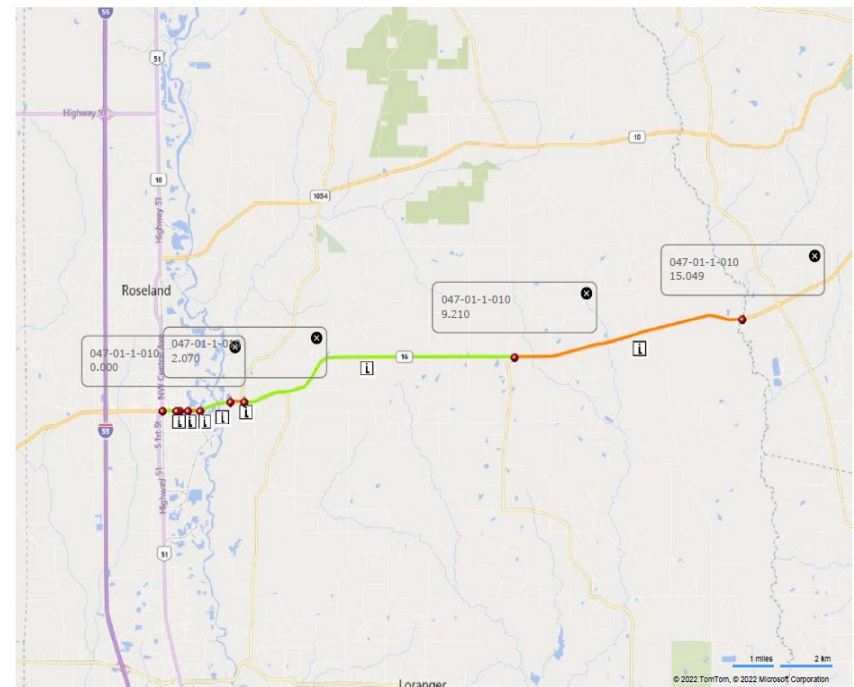 55
51
Highway 10
10
10
Highway 51
1054
047-01-1-010
15.049
Roseland
047-01-1-010
9.210
NW Central Ave
047-01-1-010
0.000
047-01-1-
2.070
16
i
i
i
i
i
i
i
S 1st St
55
Highway 51
51
Loranger
1 miles
2 km
© 2022 TomTom, © 2022 Microsoft Corporation